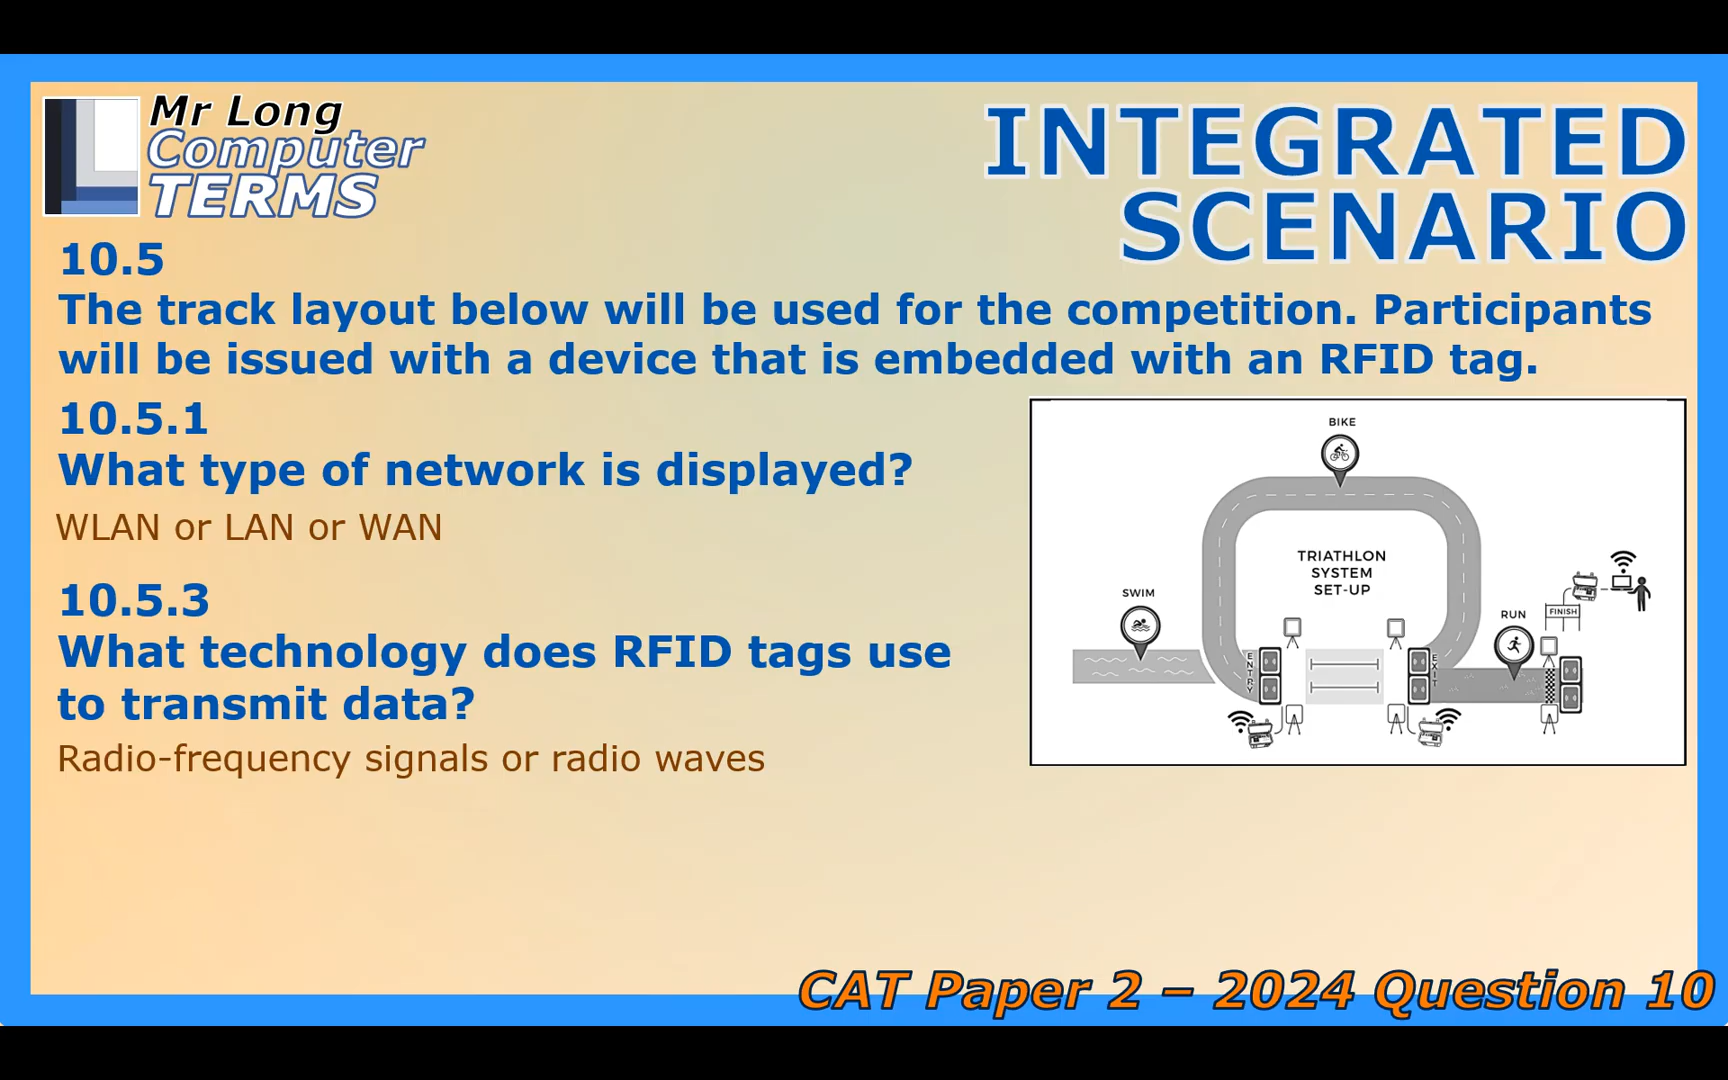 Mr Long
Computer
TERMS
INTEGRATED
SCENARIO
10.5
The track layout below will be used for the competition. Participants
will be issued with a device that is embedded with an RFID tag.
10.5.1
What type of network is displayed?
WLAN or LAN or WAN
10.5.3
What technology does RFID tags use
to transmit data?
Radio-frequency signals or radio waves
BIKE
TRIATHLON
SYSTEM
SET-UP
SWIM
RUN
FINISH
ENTRY
EXIT
CAT Paper 2 – 2024 Question 10